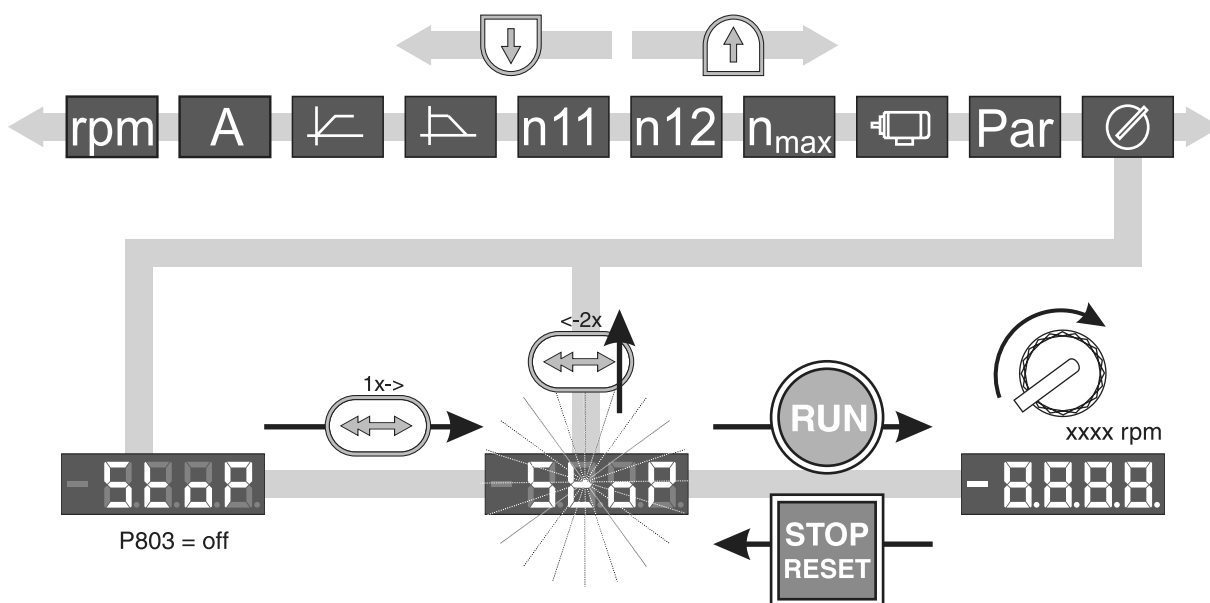 rpm A n11 n12 nmax Par
<-2x
1x->
RUN
xxxx rpm
StoP StoP -8.8.8.8.
P803 = off
STOP
RESET